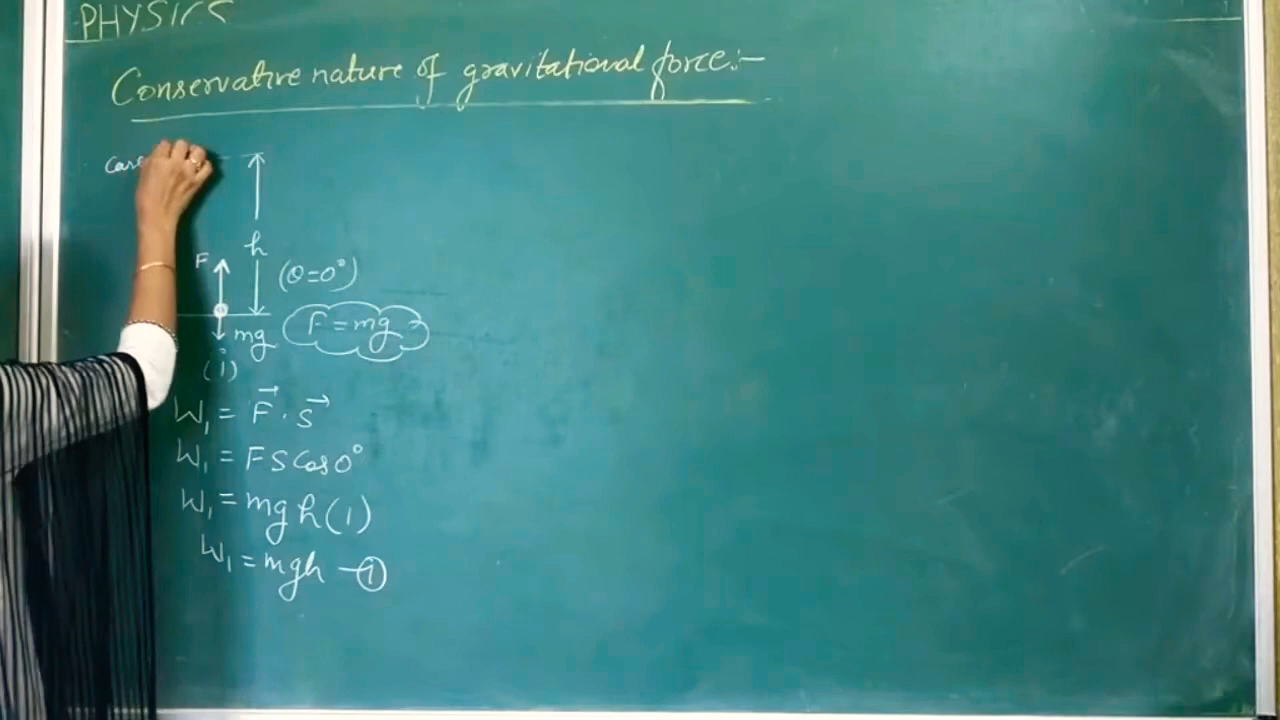 PHYSICS
Conservative nature of gravitational force:-
Case
h
F
(θ=0°)
mg
F = mg
(i)
W₁ = F⃗ · S⃗
W₁ = F S Cos 0°
W₁ = mgh(1)
W₁ = mgh —①